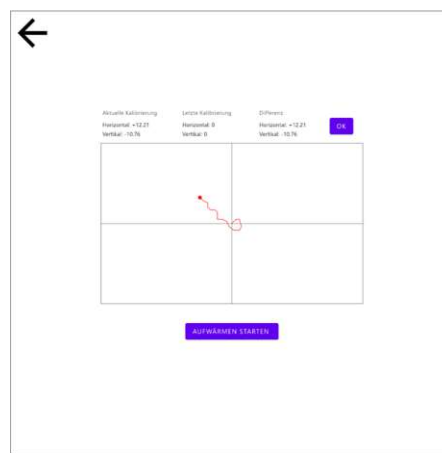 Aktuelle Kalibrierung Letzte Kalibrierung Differenz
Horizontal: +12.21 Horizontal: 0 Horizontal: +12.21
Vertikal: -10.76 Vertikal: 0 Vertikal: -10.76
OK
AUFWÄRMEN STARTEN